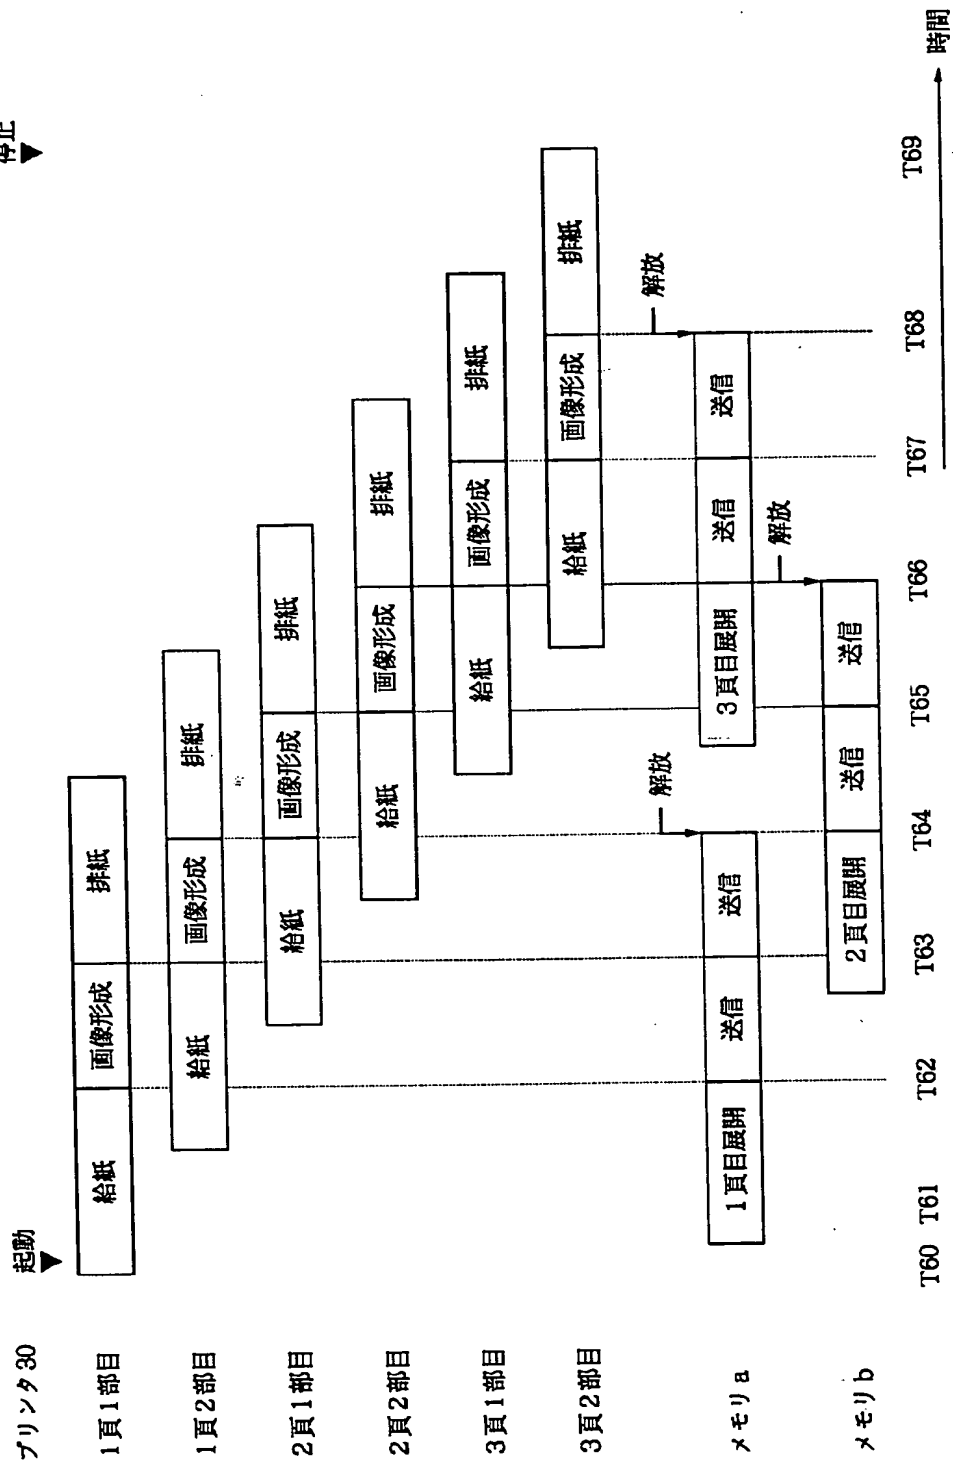 プリンタ30 起動 停止
1頁1部目 給紙 画像形成 排紙
1頁2部目 給紙 画像形成 排紙
2頁1部目 給紙 画像形成 排紙
2頁2部目 給紙 画像形成 排紙
3頁1部目 給紙 画像形成 排紙
3頁2部目 給紙 画像形成 排紙
解放 解放
メモリa 1頁目展開 送信 送信 3頁目展開 送信 送信
解放
メモリb 2頁目展開 送信 送信
T60 T61 T62 T63 T64 T65 T66 T67 T68 T69
時間